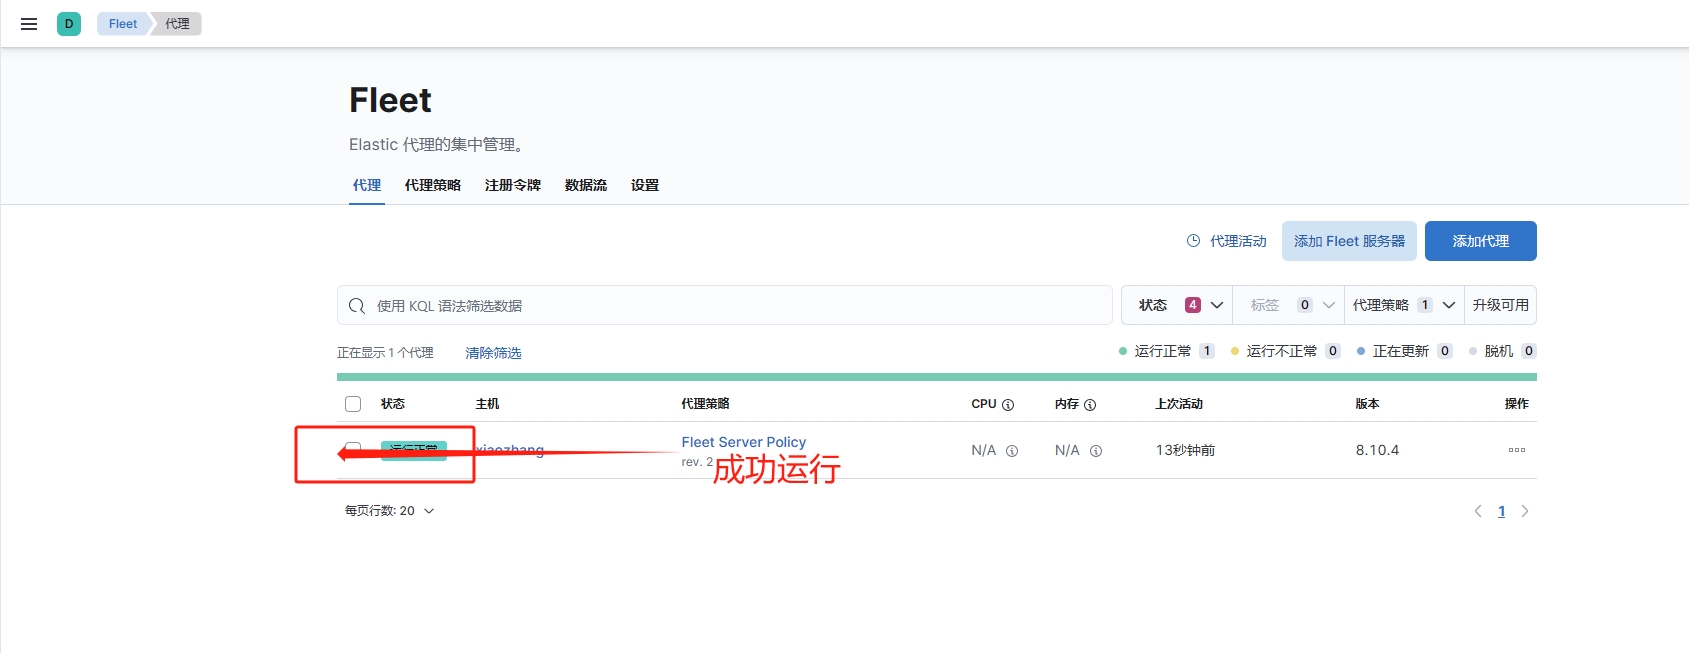 D Fleet 代理
Fleet
Elastic 代理的集中管理。
代理 代理策略 注册令牌 数据流 设置
代理活动 添加 Fleet 服务器 添加代理
使用 KQL 语法筛选数据 状态 4 标签 0 代理策略 1 升级可用
正在显示 1 个代理 清除筛选 运行正常 1 运行不正常 0 正在更新 0 脱机 0
状态 主机 代理策略 CPU 内存 上次活动 版本 操作
运行正常 xiaozhang Fleet Server Policy N/A N/A 13秒钟前 8.10.4
rev. 2
成功运行
每页行数: 20 1